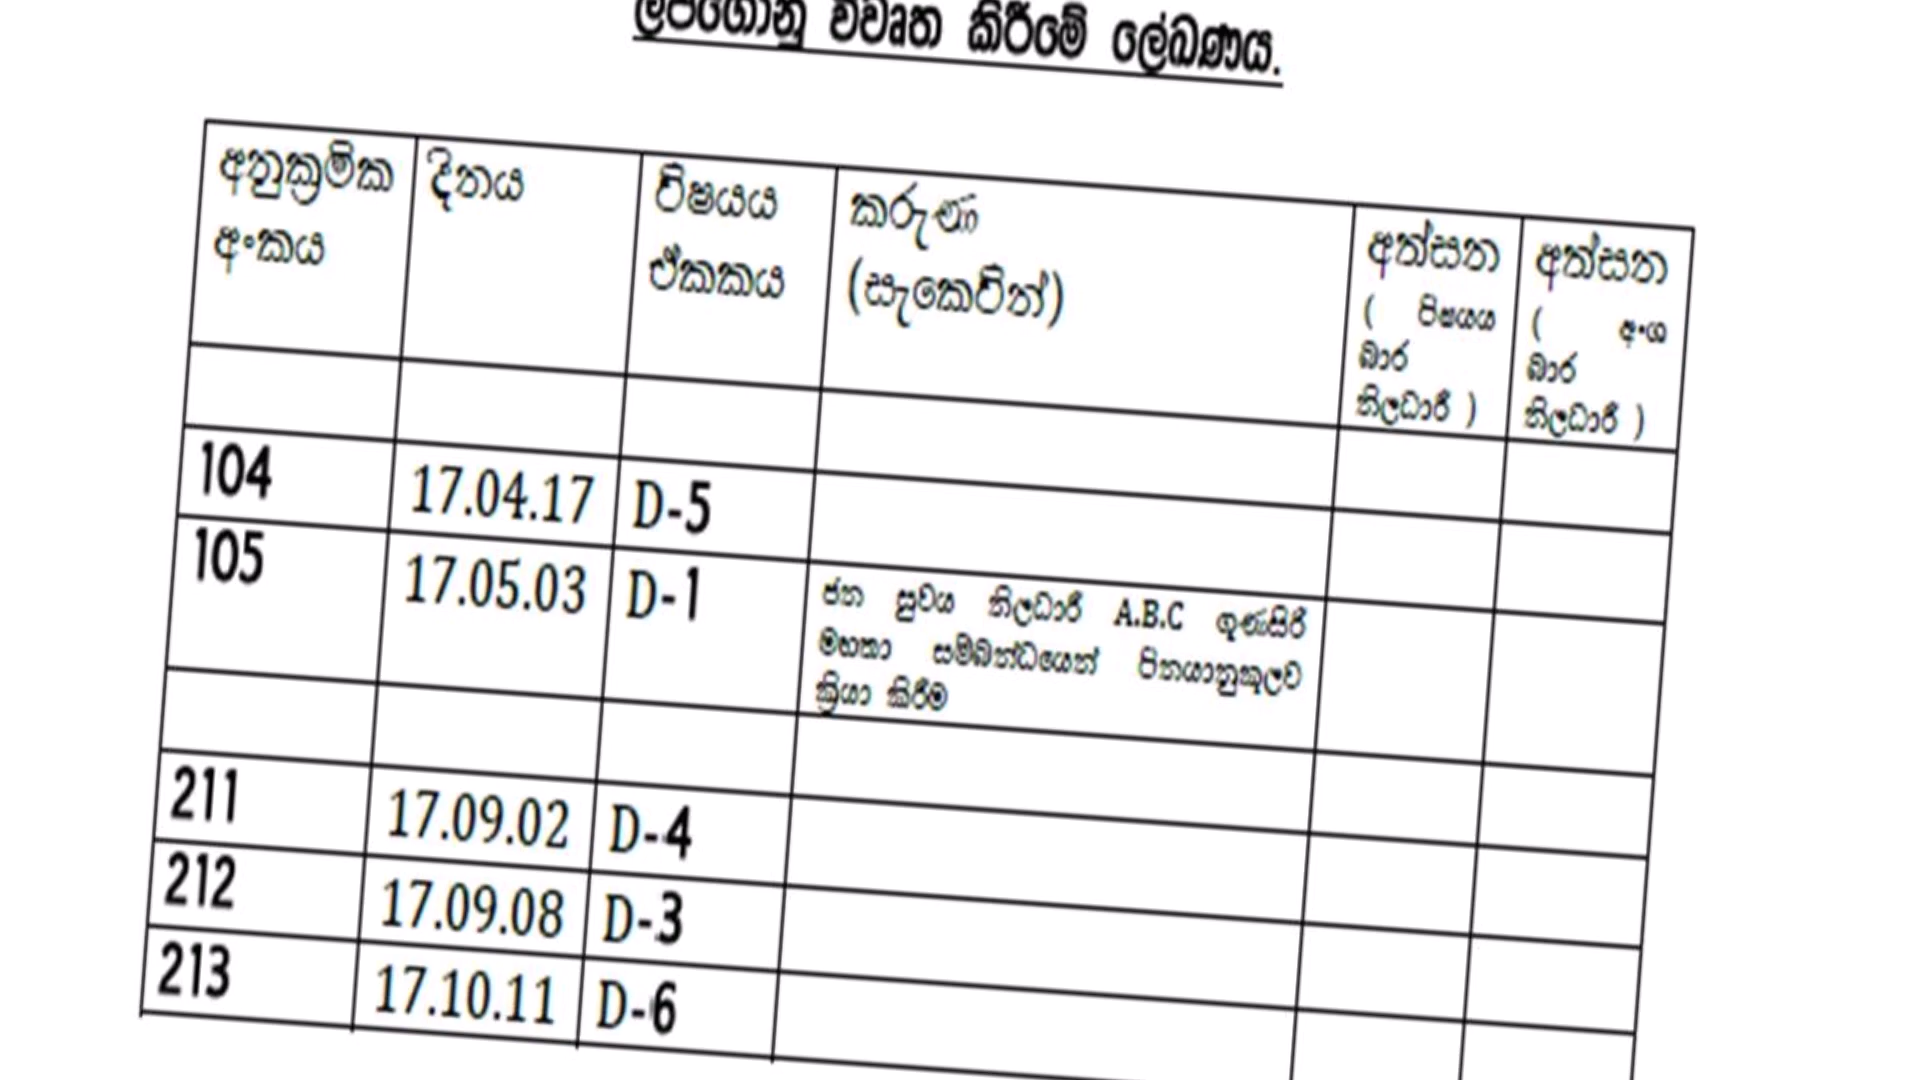 ලිපිගොනු විවෘත කිරීමේ ලේඛණය.
අනුක්‍රමික අංකය
දිනය
විෂයය ඒකකය
කරුණ (සැකෙවින්)
අත්සන ( විෂයය බාර නිලධාරී )
අත්සන ( අංශ බාර නිලධාරී )
104 17.04.17 D-5
105 17.05.03 D-1
ජන සුවය නිලධාරී A.B.C ගුණසිරි
මහතා සම්බන්ධයෙන් විනයානුකූලව
ක්‍රියා කිරීම
211 17.09.02 D-4
212 17.09.08 D-3
213 17.10.11 D-6